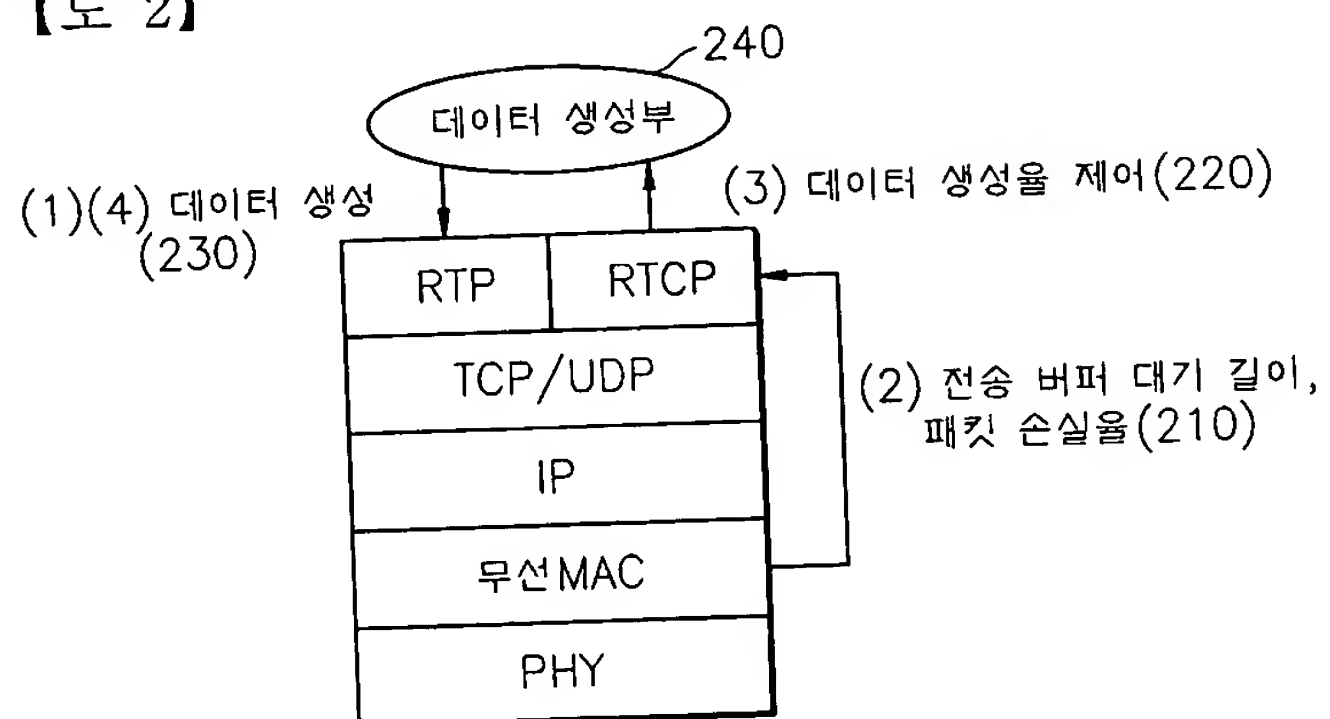 【도 2】
240
데이터 생성부
(1)(4) 데이터 생성
(230)
(3) 데이터 생성율 제어(220)
RTP
RTCP
TCP/UDP
(2) 전송 버퍼 대기 길이,
패킷 손실율(210)
IP
무선MAC
PHY